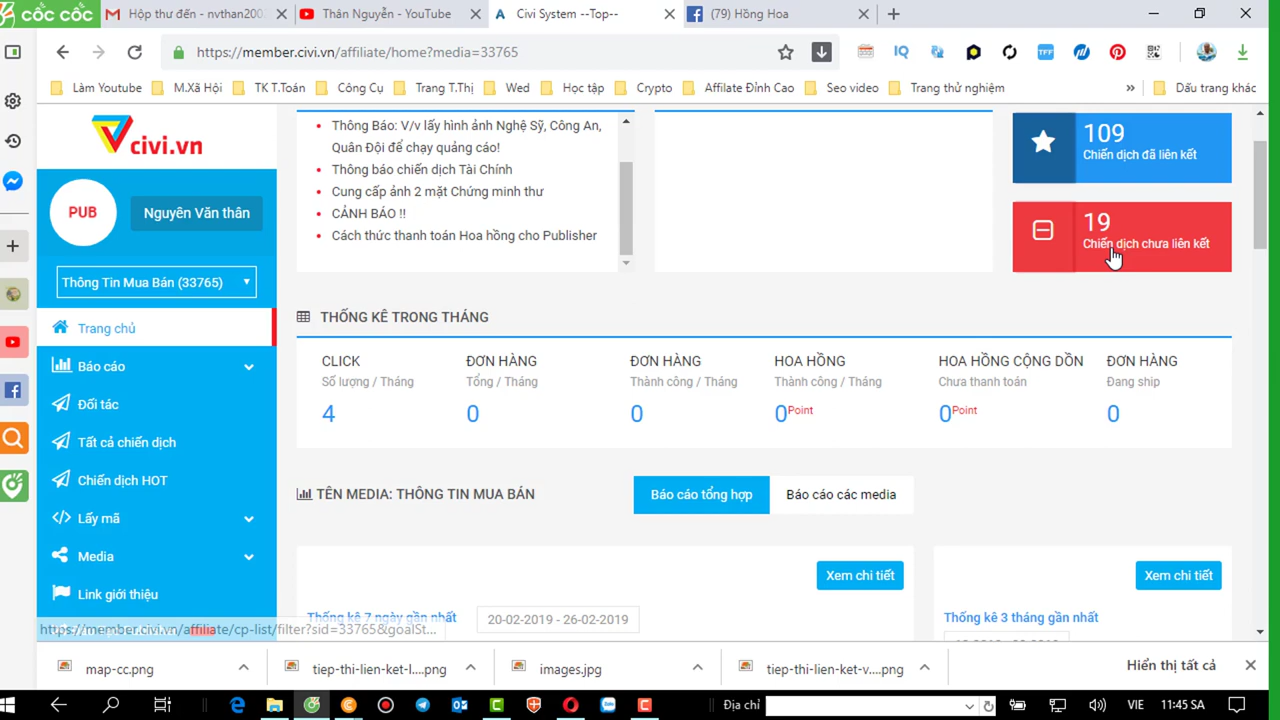 cốc cốc
Hộp thư đến - nvthan200
Thân Nguyễn - YouTube
Civi System --Top--
(79) Hồng Hoa
https://member.civi.vn/affiliate/home?media=33765
IQ
TFF
Làm Youtube
M.Xã Hội
TK T.Toán
Công Cụ
Trang T.Thị
Wed
Học tập
Crypto
Affilate Đỉnh Cao
Seo video
Trang thử nghiệm
»
Dấu trang khác
civi.vn
PUB
Nguyên Văn thân
Thông Tin Mua Bán (33765)
Trang chủ
Báo cáo
Đối tác
Tất cả chiến dịch
Chiến dịch HOT
Lấy mã
Media
Link giới thiệu
Thông Báo: V/v lấy hình ảnh Nghệ Sỹ, Công An,
Quân Đội để chạy quảng cáo!
Thông báo chiến dịch Tài Chính
Cung cấp ảnh 2 mặt Chứng minh thư
CẢNH BÁO !!
Cách thức thanh toán Hoa hồng cho Publisher
109
Chiến dịch đã liên kết
19
Chiến dịch chưa liên kết
THỐNG KÊ TRONG THÁNG
CLICK
Số lượng / Tháng
4
ĐƠN HÀNG
Tổng / Tháng
0
ĐƠN HÀNG
Thành công / Tháng
0
HOA HỒNG
Thành công / Tháng
0Point
HOA HỒNG CỘNG DỒN
Chưa thanh toán
0Point
ĐƠN HÀNG
Đang ship
0
TÊN MEDIA: THÔNG TIN MUA BÁN
Báo cáo tổng hợp
Báo cáo các media
Xem chi tiết
Thống kê 7 ngày gần nhất
20-02-2019 - 26-02-2019
Xem chi tiết
Thống kê 3 tháng gần nhất
https://member.civi.vn/affiliate/cp-list/filter?sid=33765&goalSt...
map-cc.png
tiep-thi-lien-ket-l....png
images.jpg
tiep-thi-lien-ket-v....png
Hiển thị tất cả
Địa chỉ
VIE
11:45 SA